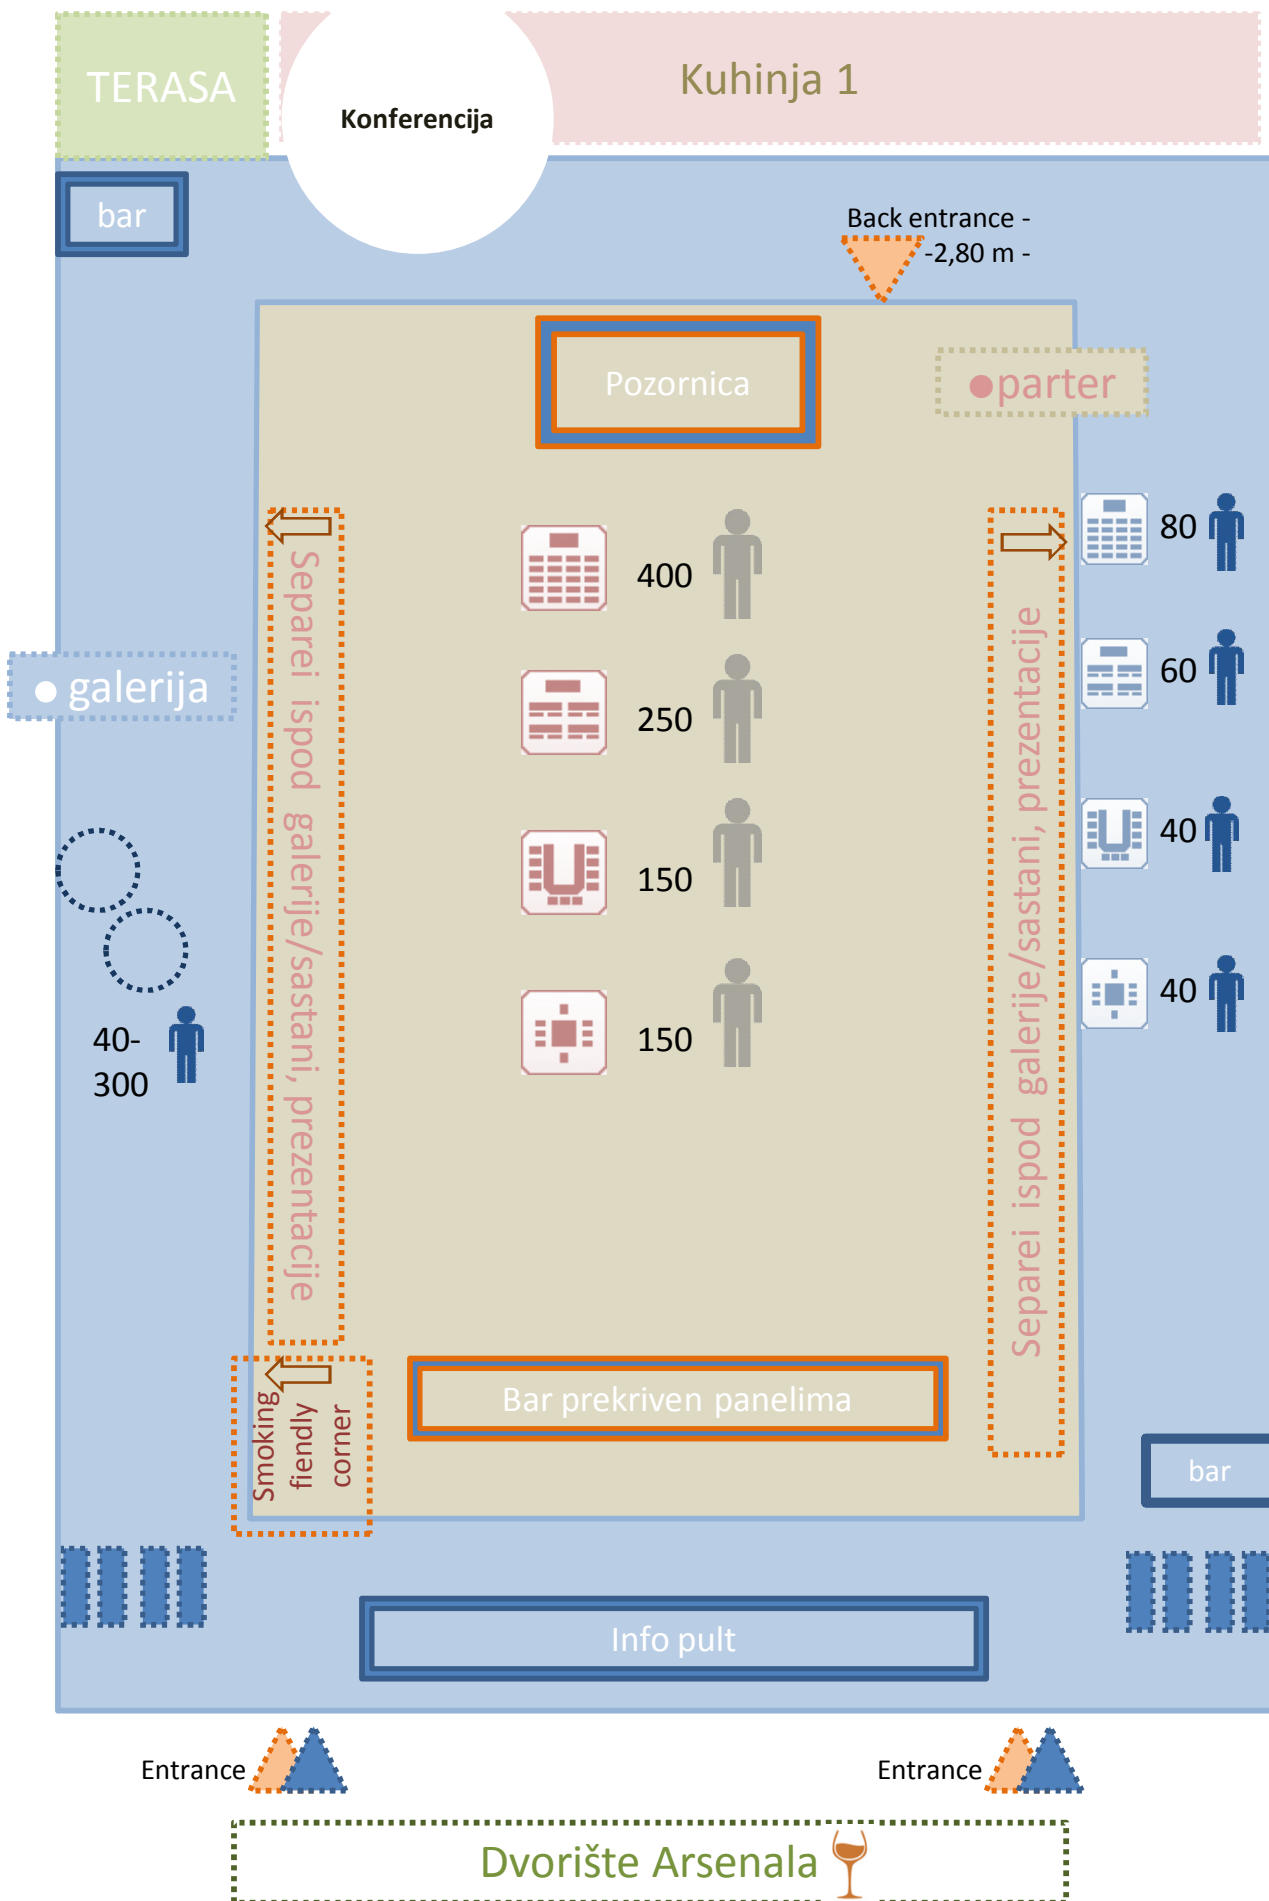 TERASA
Kuhinja 1
Konferencija
bar
Back entrance -
-2,80 m -
Pozornica
●parter
400
80
250
60
● galerija
150
40
150
40
40-
300
Separei ispod galerije/sastani, prezentacije
Separei ispod galerije/sastani, prezentacije
Smoking
fiendly
corner
Bar prekriven panelima
bar
Info pult
Entrance
Entrance
Dvorište Arsenala